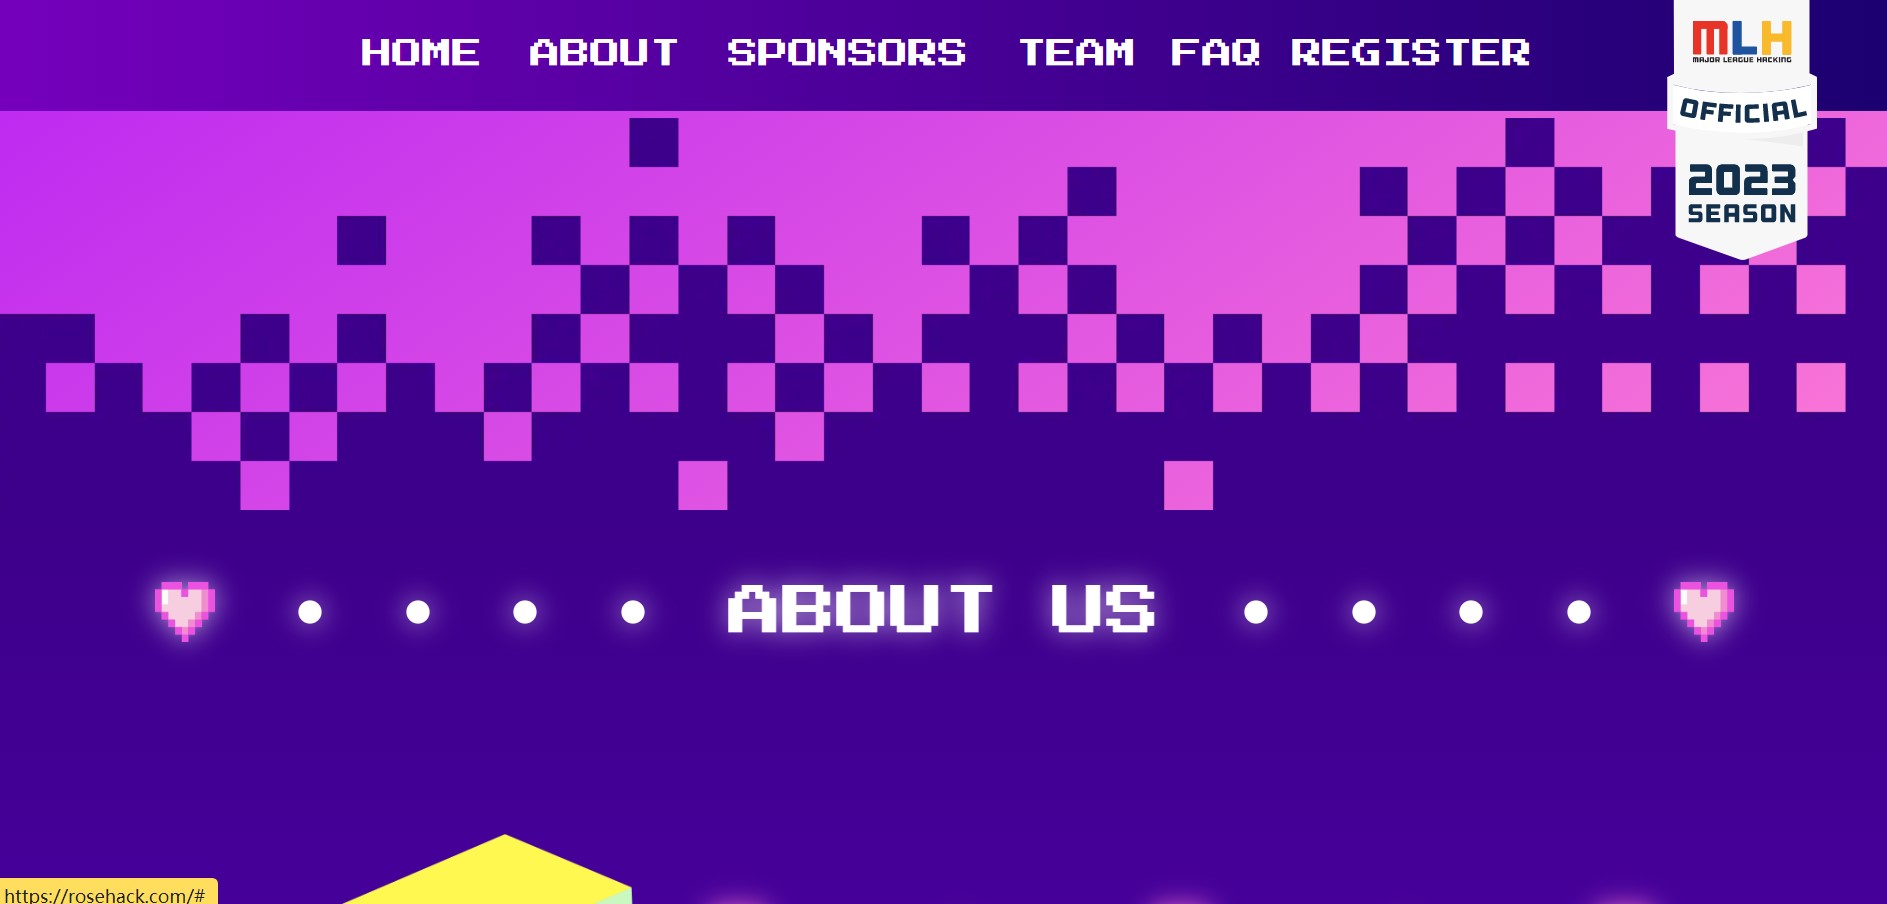 HOME ABOUT SPONSORS TEAM FAQ REGISTER
MLH
MAJOR LEAGUE HACKING
OFFICIAL
2023
SEASON
ABOUT US
https://rosehack.com/#